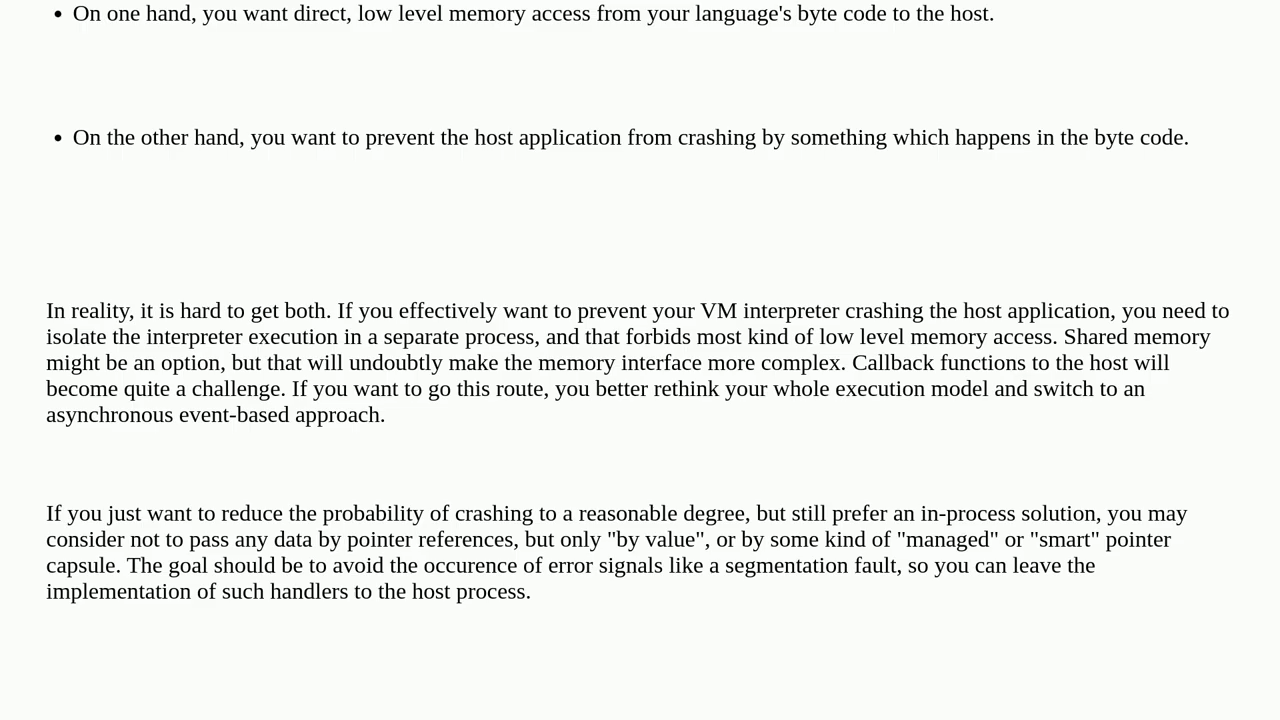 • On one hand, you want direct, low level memory access from your language's byte code to the host.
• On the other hand, you want to prevent the host application from crashing by something which happens in the byte code.
In reality, it is hard to get both. If you effectively want to prevent your VM interpreter crashing the host application, you need to
isolate the interpreter execution in a separate process, and that forbids most kind of low level memory access. Shared memory
might be an option, but that will undoubtly make the memory interface more complex. Callback functions to the host will
become quite a challenge. If you want to go this route, you better rethink your whole execution model and switch to an
asynchronous event-based approach.
If you just want to reduce the probability of crashing to a reasonable degree, but still prefer an in-process solution, you may
consider not to pass any data by pointer references, but only "by value", or by some kind of "managed" or "smart" pointer
capsule. The goal should be to avoid the occurence of error signals like a segmentation fault, so you can leave the
implementation of such handlers to the host process.